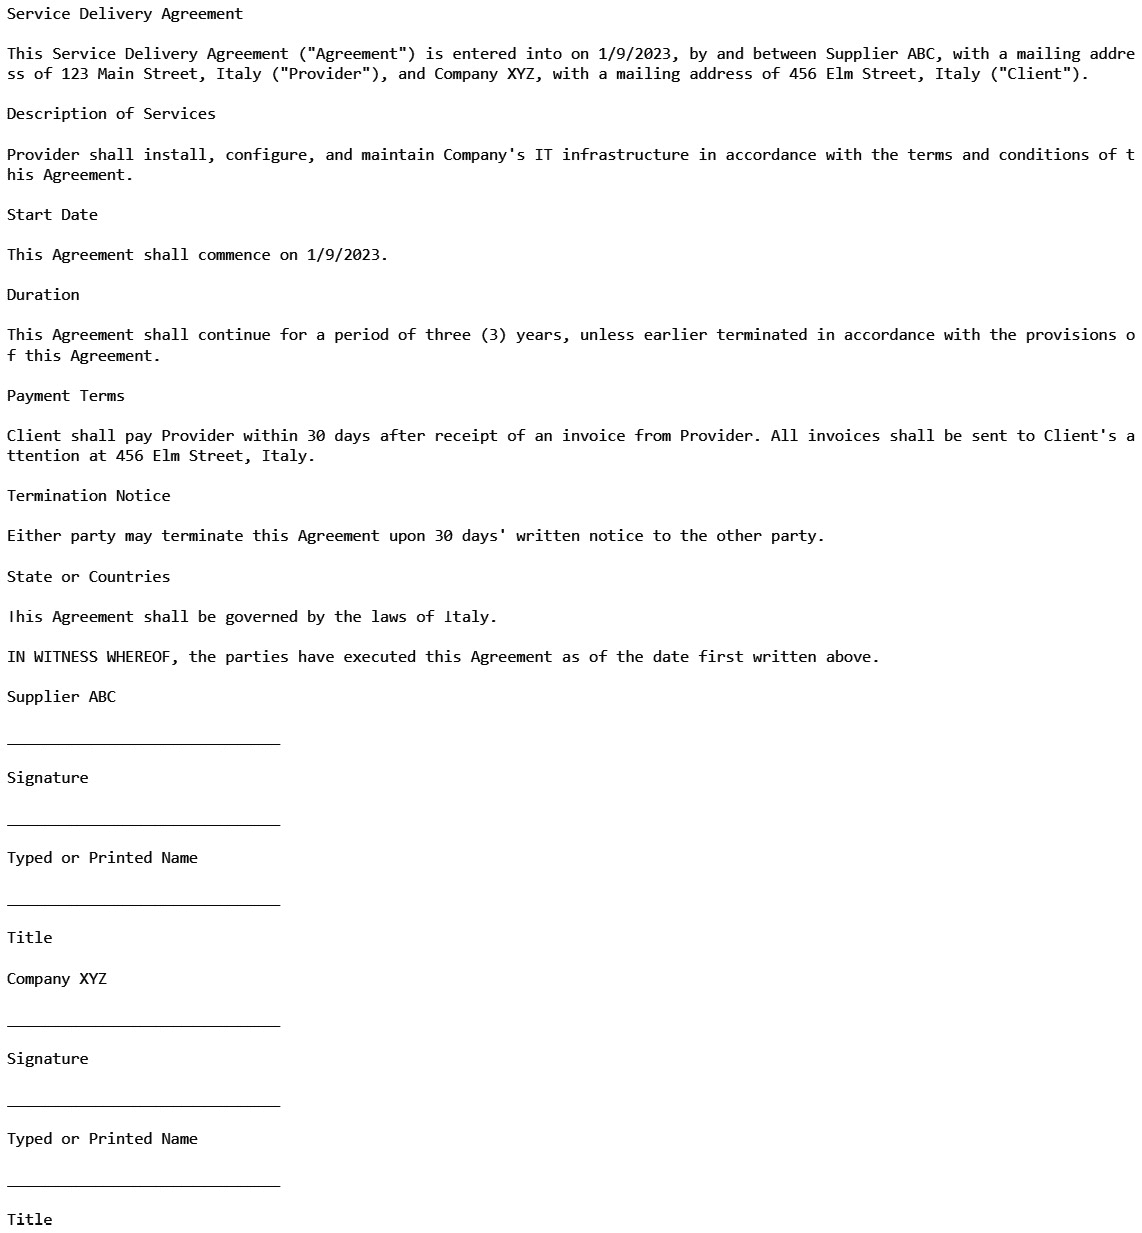 Service Delivery Agreement
This Service Delivery Agreement ("Agreement") is entered into on 1/9/2023, by and between Supplier ABC, with a mailing addre
ss of 123 Main Street, Italy ("Provider"), and Company XYZ, with a mailing address of 456 Elm Street, Italy ("Client").
Description of Services
Provider shall install, configure, and maintain Company's IT infrastructure in accordance with the terms and conditions of t
his Agreement.
Start Date
This Agreement shall commence on 1/9/2023.
Duration
This Agreement shall continue for a period of three (3) years, unless earlier terminated in accordance with the provisions o
f this Agreement.
Payment Terms
Client shall pay Provider within 30 days after receipt of an invoice from Provider. All invoices shall be sent to Client's a
ttention at 456 Elm Street, Italy.
Termination Notice
Either party may terminate this Agreement upon 30 days' written notice to the other party.
State or Countries
This Agreement shall be governed by the laws of Italy.
IN WITNESS WHEREOF, the parties have executed this Agreement as of the date first written above.
Supplier ABC
______________________________
Signature
______________________________
Typed or Printed Name
______________________________
Title
Company XYZ
______________________________
Signature
______________________________
Typed or Printed Name
______________________________
Title